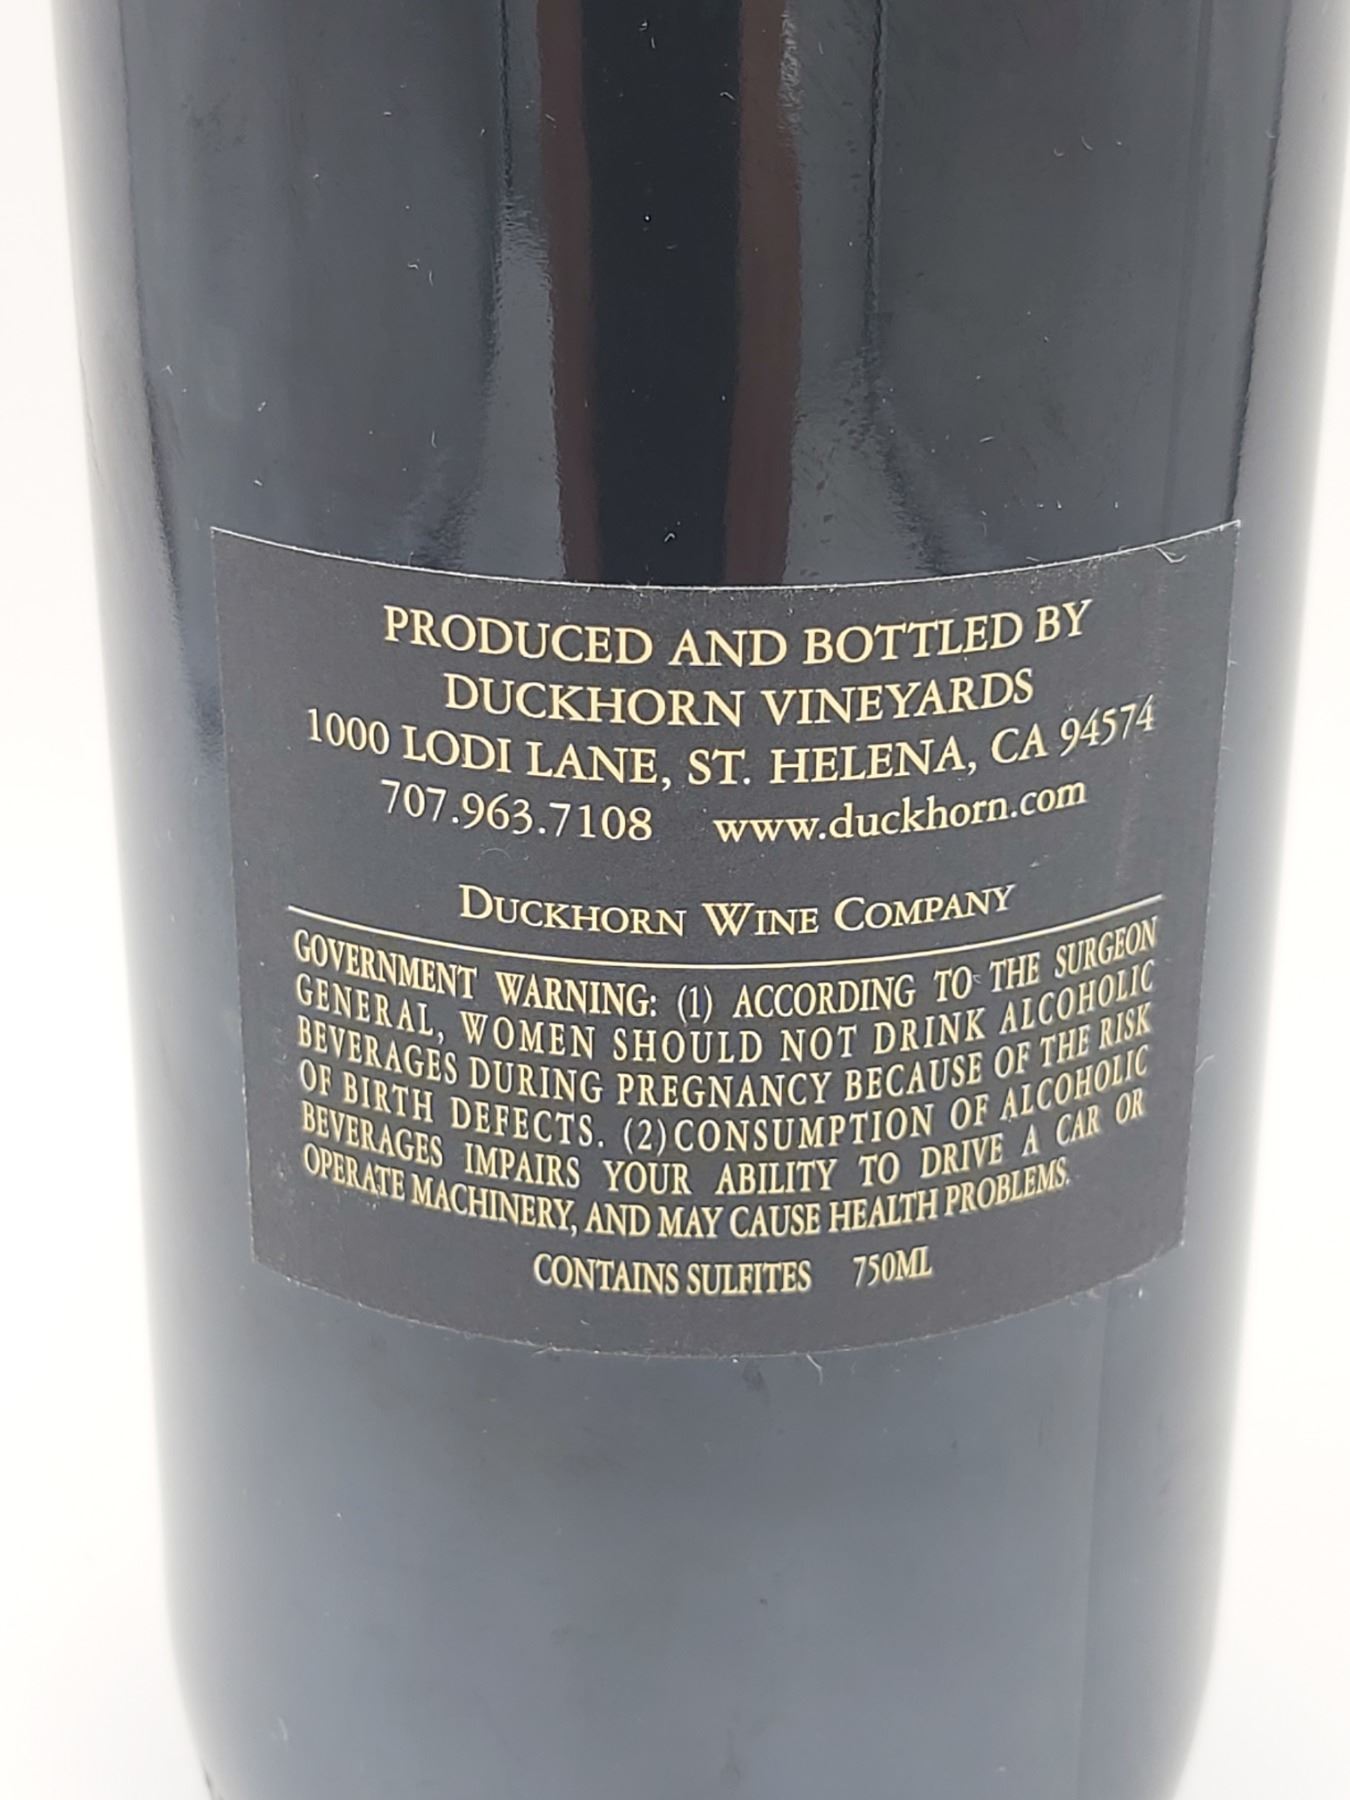 PRODUCED AND BOTTLED BY
DUCKHORN VINEYARDS
1000 LODI LANE, ST. HELENA, CA 94574
707.963.7108 www.duckhorn.com
DUCKHORN WINE COMPANY
GOVERNMENT WARNING: (1) ACCORDING TO THE SURGEON
GENERAL, WOMEN SHOULD NOT DRINK ALCOHOLIC
BEVERAGES DURING PREGNANCY BECAUSE OF THE RISK
OF BIRTH DEFECTS. (2)CONSUMPTION OF ALCOHOLIC
BEVERAGES IMPAIRS YOUR ABILITY TO DRIVE A CAR OR
OPERATE MACHINERY, AND MAY CAUSE HEALTH PROBLEMS.
CONTAINS SULFITES 750ML